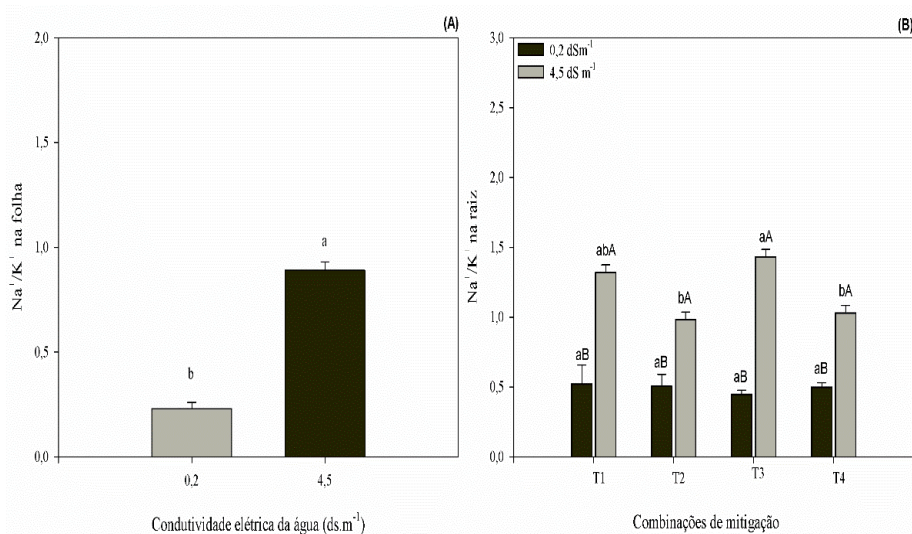 (A)
2,0
1,5
1,0
0,5
0,0
Na⁺/K⁺ na folha
b
a
0,2
4,5
Condutividade elétrica da água (ds.m⁻¹)
(B)
0,2 dSm⁻¹
4,5 dS m⁻¹
3,0
2,5
2,0
1,5
1,0
0,5
0,0
Na⁺/K⁺ na raiz
aB
abA
aB
bA
aB
aA
aB
bA
T1
T2
T3
T4
Combinações de mitigação